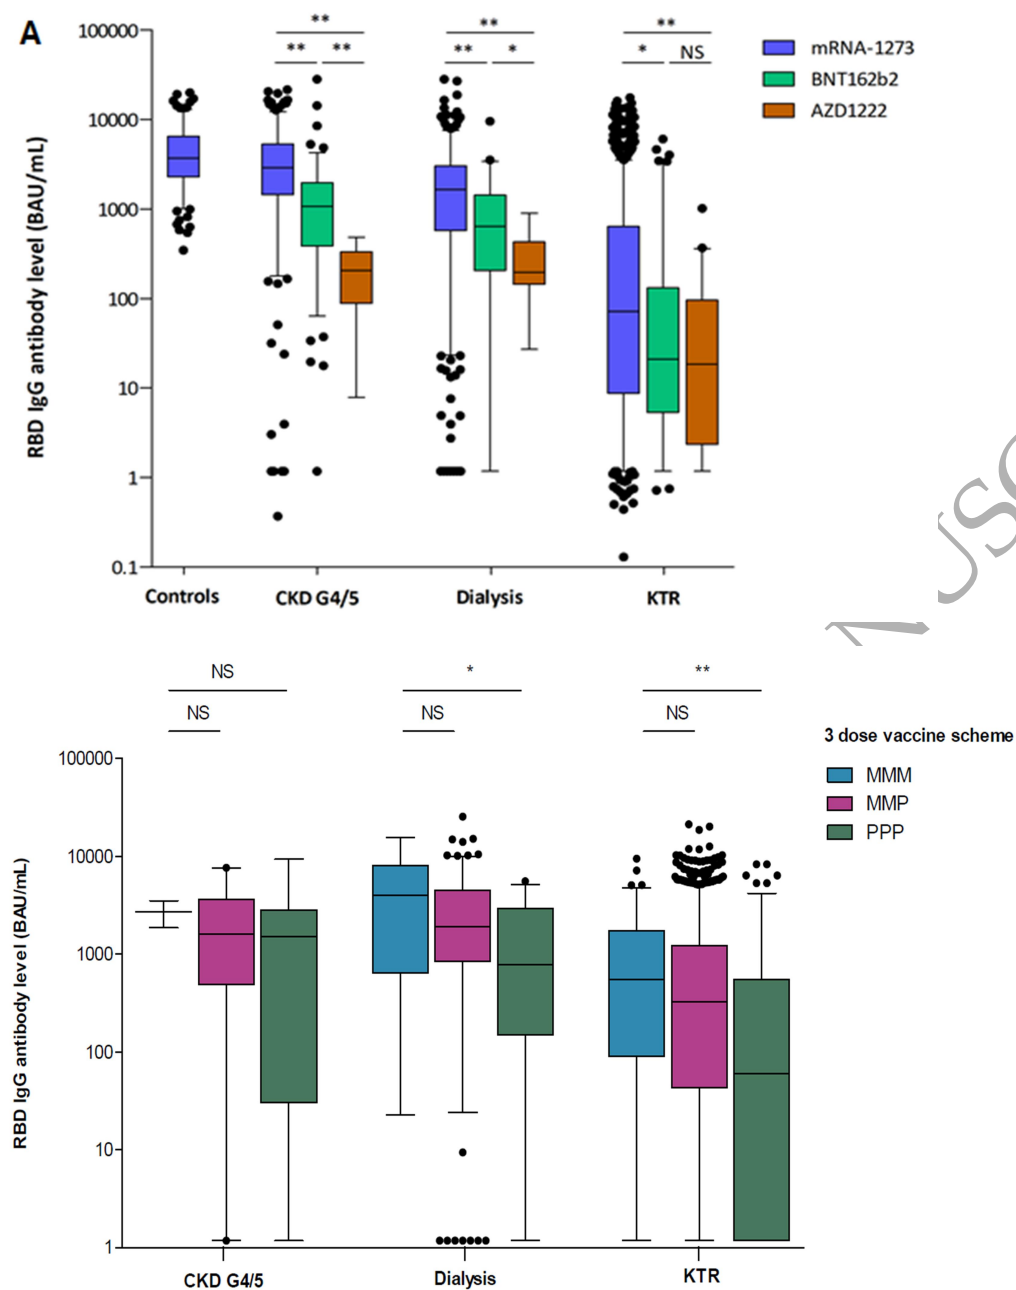 A
** ** *
100000 ** ** ** * * NS
mRNA-1273
BNT162b2
AZD1222
10000
1000
100
10
1
0.1
RBD IgG antibody level (BAU/mL)
Controls CKD G4/5 Dialysis KTR
NS * **
NS NS NS
3 dose vaccine scheme
MMM
MMP
PPP
100000
10000
1000
100
10
1
RBD IgG antibody level (BAU/mL)
CKD G4/5 Dialysis KTR